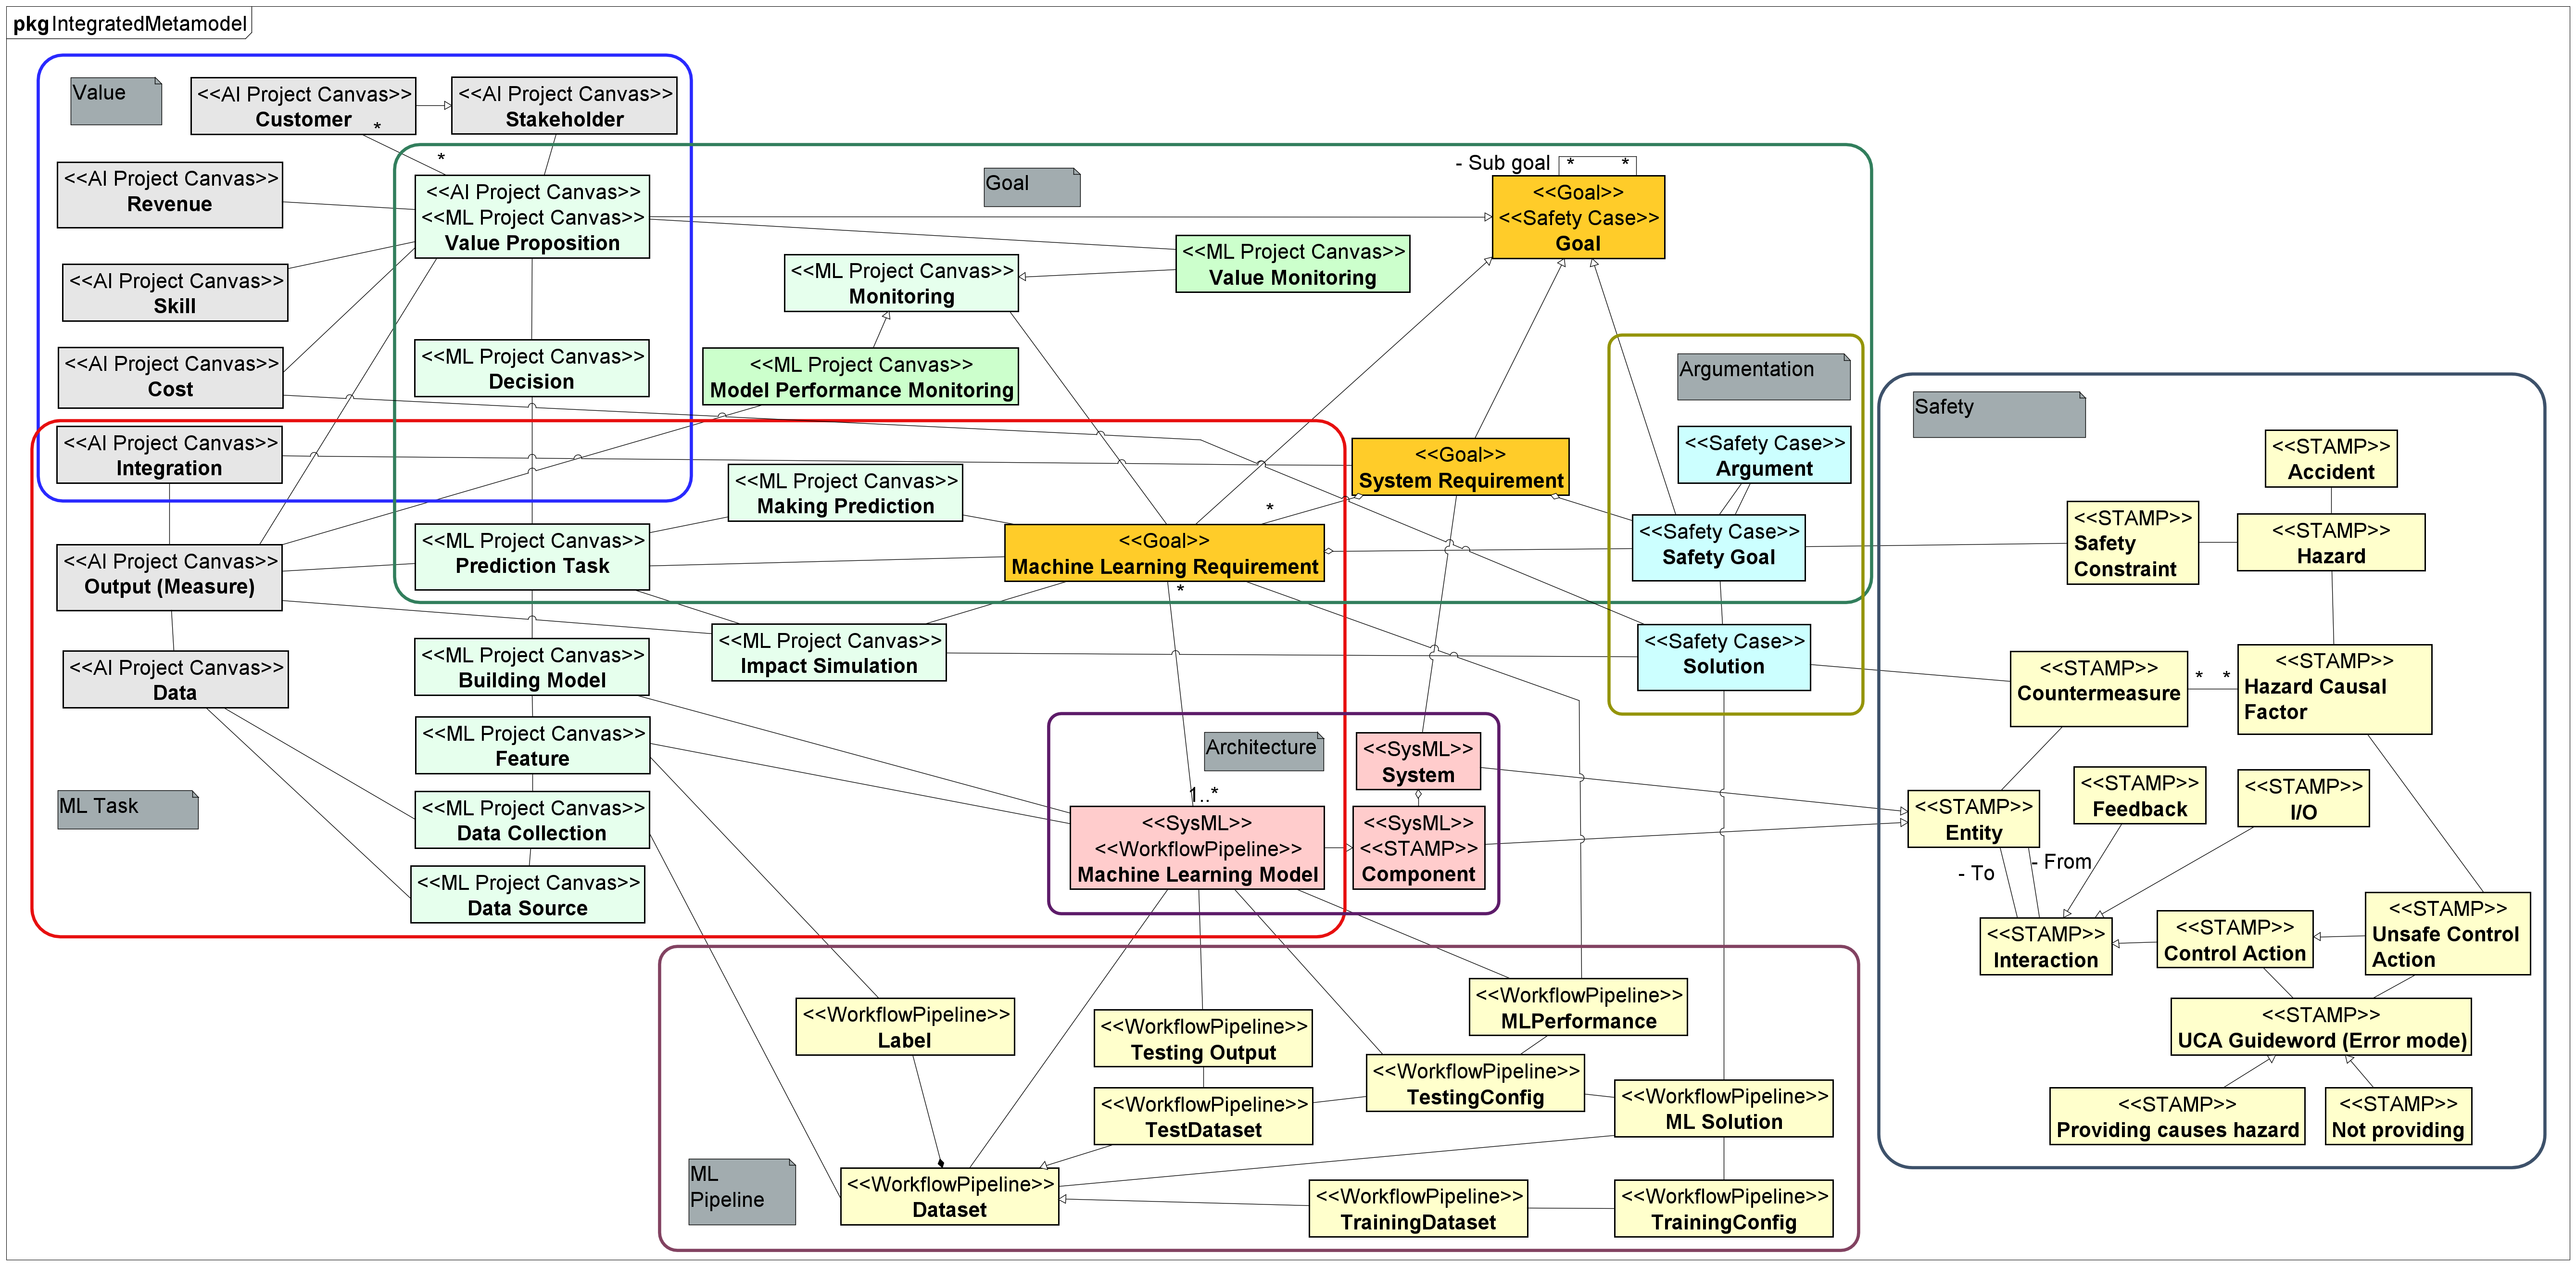 pkg IntegratedMetamodel
Value
<<AI Project Canvas>>
Customer
*
<<AI Project Canvas>>
Stakeholder
*
<<AI Project Canvas>>
Revenue
<<AI Project Canvas>>
<<ML Project Canvas>>
Value Proposition
<<AI Project Canvas>>
Skill
<<AI Project Canvas>>
Cost
<<ML Project Canvas>>
Decision
<<AI Project Canvas>>
Integration
Goal
- Sub goal
*
*
<<Goal>>
<<Safety Case>>
Goal
<<ML Project Canvas>>
Value Monitoring
<<ML Project Canvas>>
Monitoring
<<ML Project Canvas>>
Model Performance Monitoring
Argumentation
<<Safety Case>>
Argument
<<Goal>>
System Requirement
*
<<ML Project Canvas>>
Making Prediction
<<ML Project Canvas>>
Prediction Task
<<Goal>>
Machine Learning Requirement
*
<<Safety Case>>
Safety Goal
<<Safety Case>>
Solution
<<AI Project Canvas>>
Output (Measure)
<<AI Project Canvas>>
Data
<<ML Project Canvas>>
Building Model
<<ML Project Canvas>>
Impact Simulation
<<ML Project Canvas>>
Feature
<<ML Project Canvas>>
Data Collection
<<ML Project Canvas>>
Data Source
ML Task
Architecture
<<SysML>>
System
1..*
<<SysML>>
<<WorkflowPipeline>>
Machine Learning Model
<<SysML>>
<<STAMP>>
Component
Safety
<<STAMP>>
Accident
<<STAMP>>
Safety
Constraint
<<STAMP>>
Hazard
<<STAMP>>
Countermeasure
*
*
<<STAMP>>
Hazard Causal
Factor
<<STAMP>>
Entity
<<STAMP>>
Feedback
<<STAMP>>
I/O
- To
- From
<<STAMP>>
Interaction
<<STAMP>>
Control Action
<<STAMP>>
Unsafe Control
Action
<<STAMP>>
UCA Guideword (Error mode)
<<STAMP>>
Providing causes hazard
<<STAMP>>
Not providing
<<WorkflowPipeline>>
Label
<<WorkflowPipeline>>
Testing Output
<<WorkflowPipeline>>
MLPerformance
<<WorkflowPipeline>>
TestDataset
<<WorkflowPipeline>>
TestingConfig
<<WorkflowPipeline>>
ML Solution
ML
Pipeline
<<WorkflowPipeline>>
Dataset
<<WorkflowPipeline>>
TrainingDataset
<<WorkflowPipeline>>
TrainingConfig